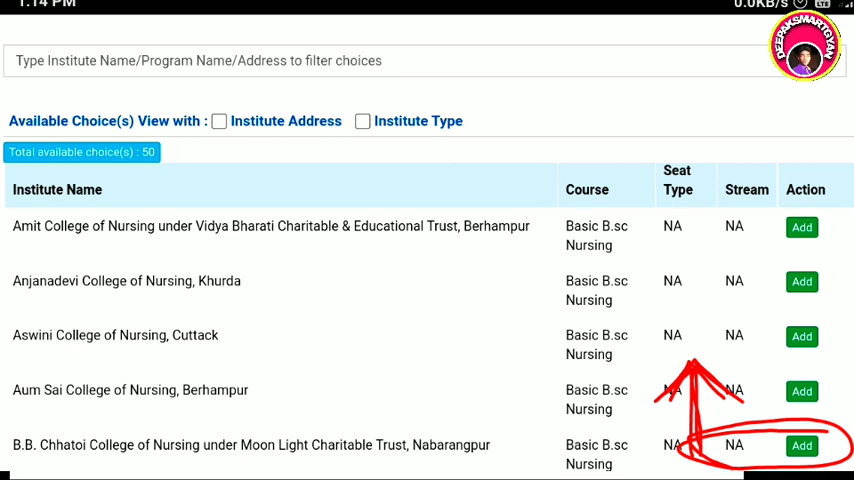 1:14 PM 0.0KB/s LTE
DEEPAKSMARTGYAN
Type Institute Name/Program Name/Address to filter choices
Available Choice(s) View with : Institute Address Institute Type
Total available choice(s) : 50
Institute Name Course Seat Type Stream Action
Amit College of Nursing under Vidya Bharati Charitable & Educational Trust, Berhampur Basic B.sc Nursing NA NA Add
Anjanadevi College of Nursing, Khurda Basic B.sc Nursing NA NA Add
Aswini College of Nursing, Cuttack Basic B.sc Nursing NA NA Add
Aum Sai College of Nursing, Berhampur Basic B.sc Nursing NA NA Add
B.B. Chhatoi College of Nursing under Moon Light Charitable Trust, Nabarangpur Basic B.sc Nursing NA NA Add